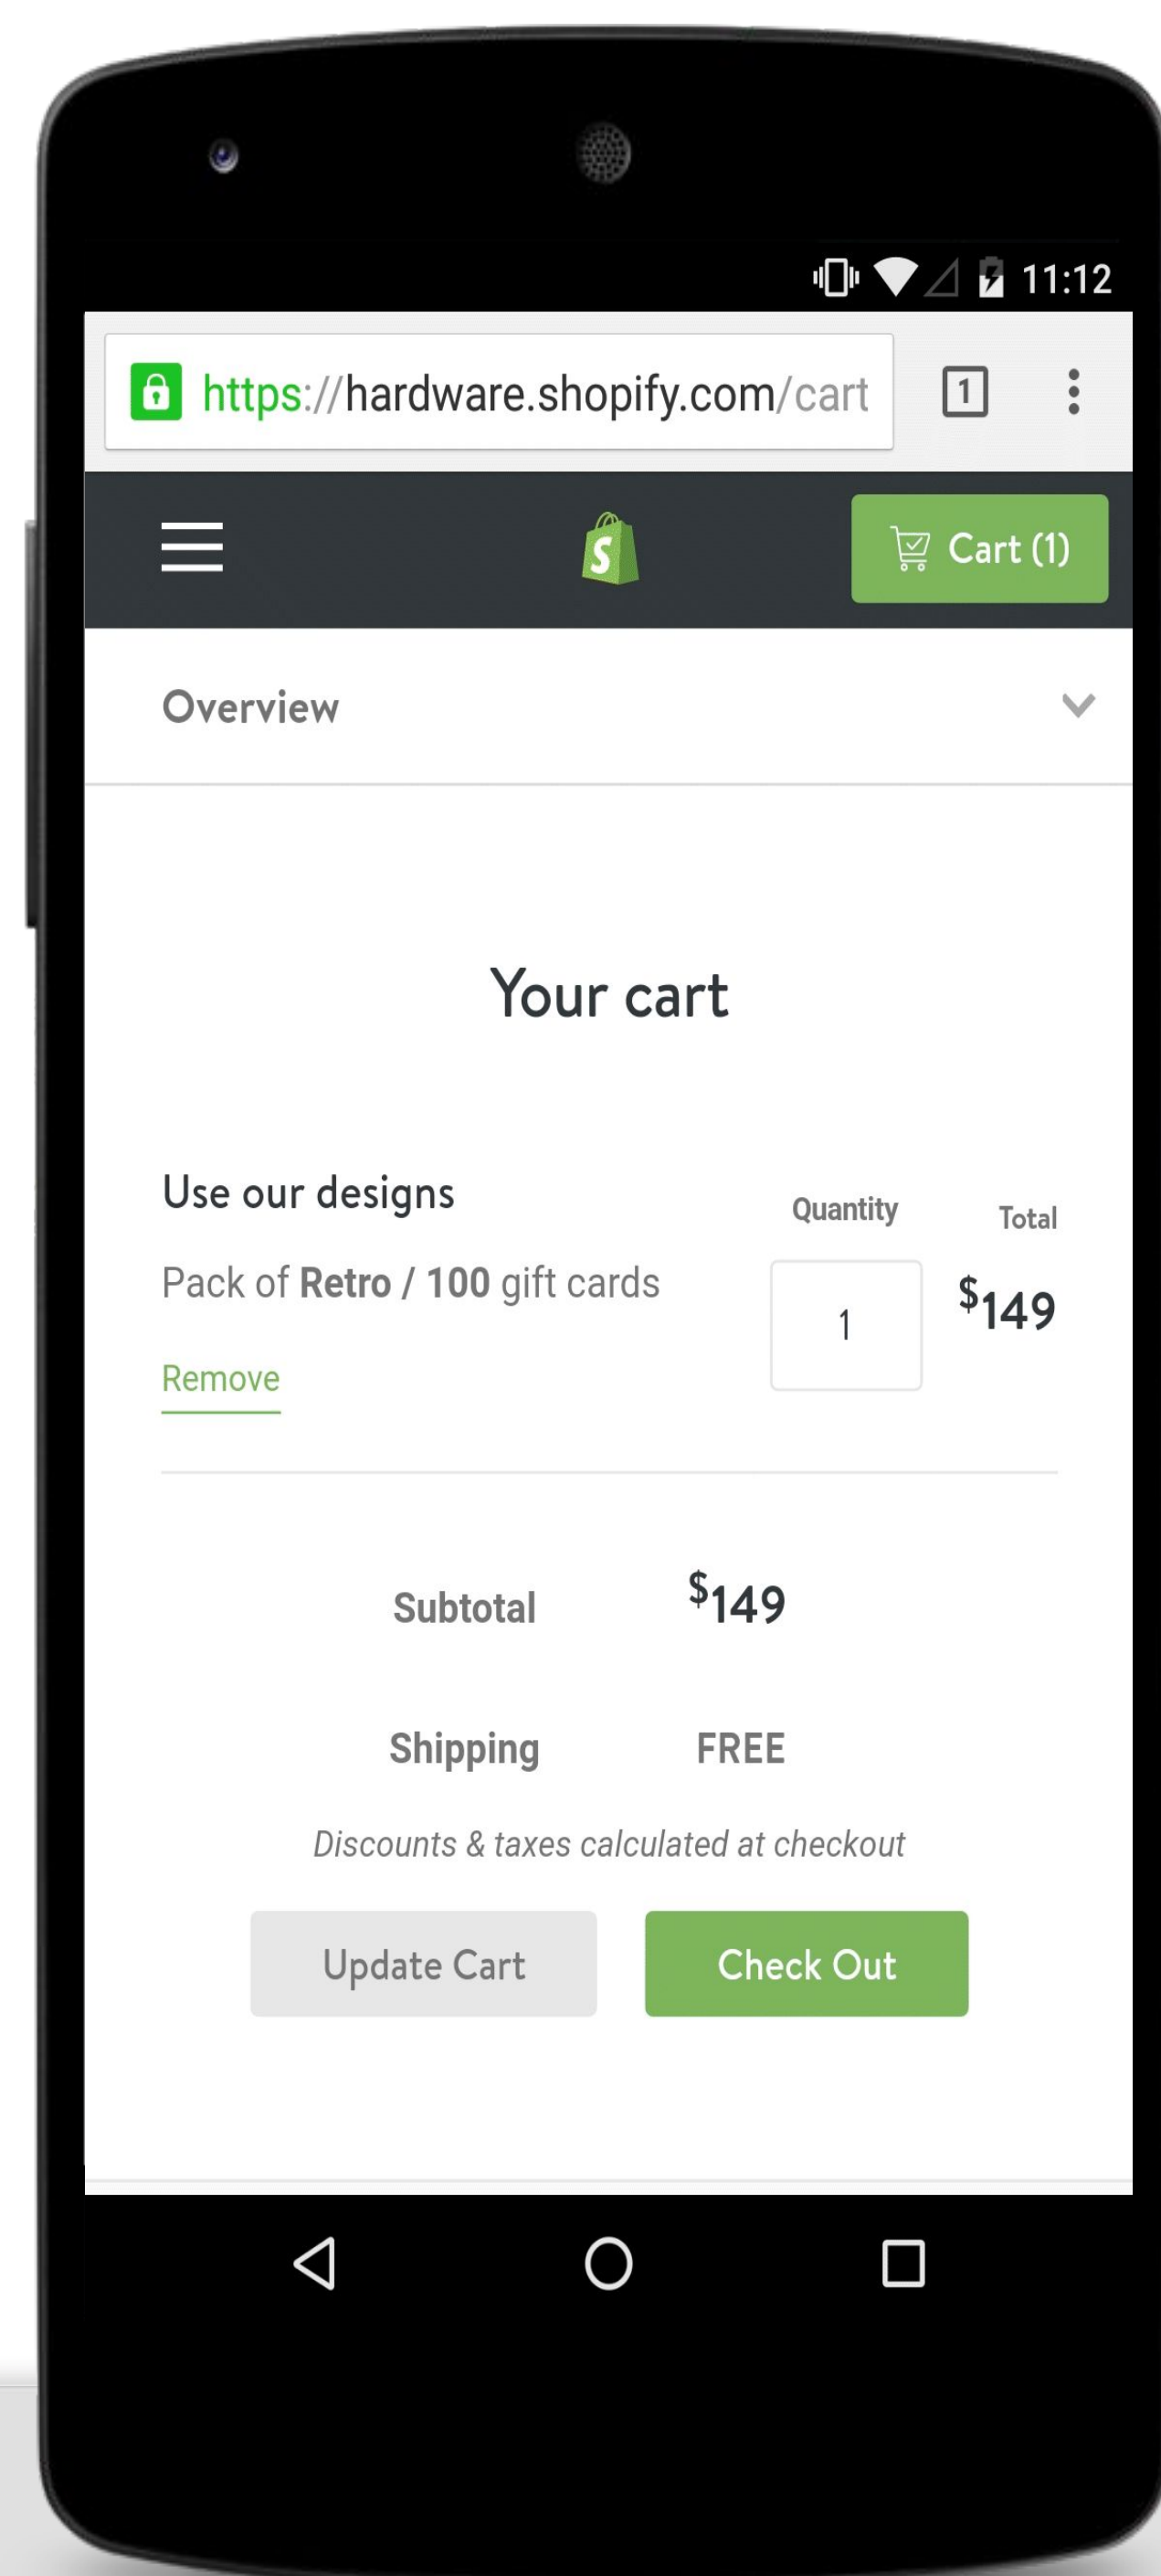 11:12
https://hardware.shopify.com/cart
1
S
Cart (1)
Overview
Your cart
Use our designs
Quantity
Total
Pack of Retro / 100 gift cards
1
$149
Remove
Subtotal
$149
Shipping
FREE
Discounts & taxes calculated at checkout
Update Cart
Check Out